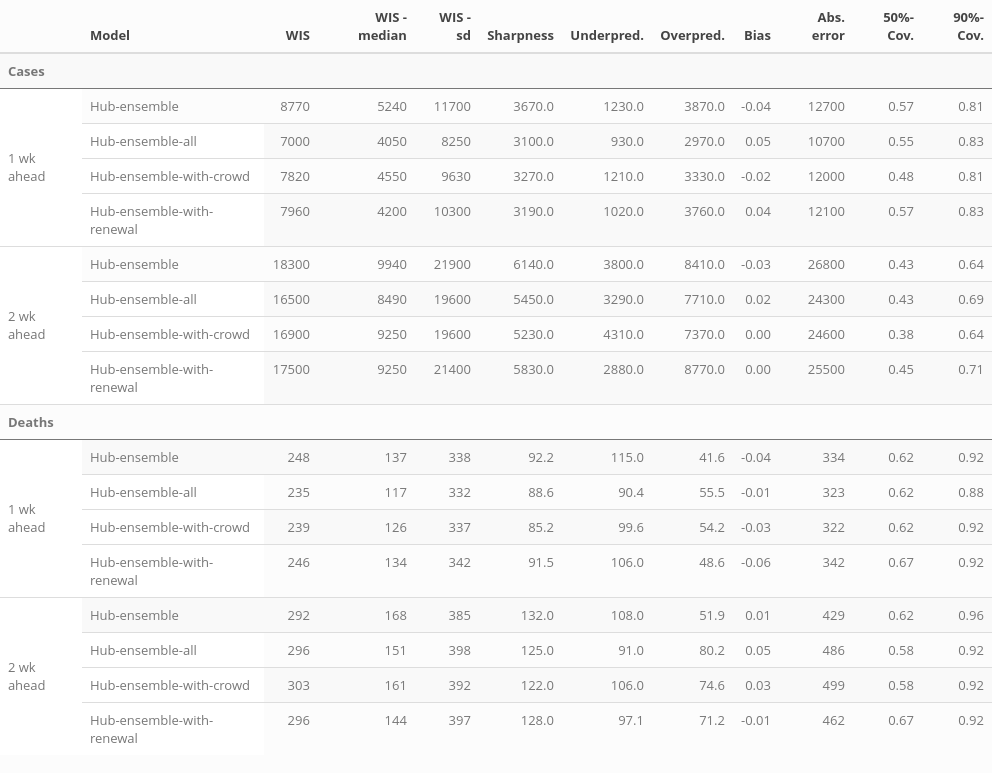 Model WIS WIS - median WIS - sd Sharpness Underpred. Overpred. Bias Abs. error 50%-Cov. 90%-Cov.
Cases
1 wk ahead
Hub-ensemble 8770 5240 11700 3670.0 1230.0 3870.0 -0.04 12700 0.57 0.81
Hub-ensemble-all 7000 4050 8250 3100.0 930.0 2970.0 0.05 10700 0.55 0.83
Hub-ensemble-with-crowd 7820 4550 9630 3270.0 1210.0 3330.0 -0.02 12000 0.48 0.81
Hub-ensemble-with-renewal 7960 4200 10300 3190.0 1020.0 3760.0 0.04 12100 0.57 0.83
2 wk ahead
Hub-ensemble 18300 9940 21900 6140.0 3800.0 8410.0 -0.03 26800 0.43 0.64
Hub-ensemble-all 16500 8490 19600 5450.0 3290.0 7710.0 0.02 24300 0.43 0.69
Hub-ensemble-with-crowd 16900 9250 19600 5230.0 4310.0 7370.0 0.00 24600 0.38 0.64
Hub-ensemble-with-renewal 17500 9250 21400 5830.0 2880.0 8770.0 0.00 25500 0.45 0.71
Deaths
1 wk ahead
Hub-ensemble 248 137 338 92.2 115.0 41.6 -0.04 334 0.62 0.92
Hub-ensemble-all 235 117 332 88.6 90.4 55.5 -0.01 323 0.62 0.88
Hub-ensemble-with-crowd 239 126 337 85.2 99.6 54.2 -0.03 322 0.62 0.92
Hub-ensemble-with-renewal 246 134 342 91.5 106.0 48.6 -0.06 342 0.67 0.92
2 wk ahead
Hub-ensemble 292 168 385 132.0 108.0 51.9 0.01 429 0.62 0.96
Hub-ensemble-all 296 151 398 125.0 91.0 80.2 0.05 486 0.58 0.92
Hub-ensemble-with-crowd 303 161 392 122.0 106.0 74.6 0.03 499 0.58 0.92
Hub-ensemble-with-renewal 296 144 397 128.0 97.1 71.2 -0.01 462 0.67 0.92